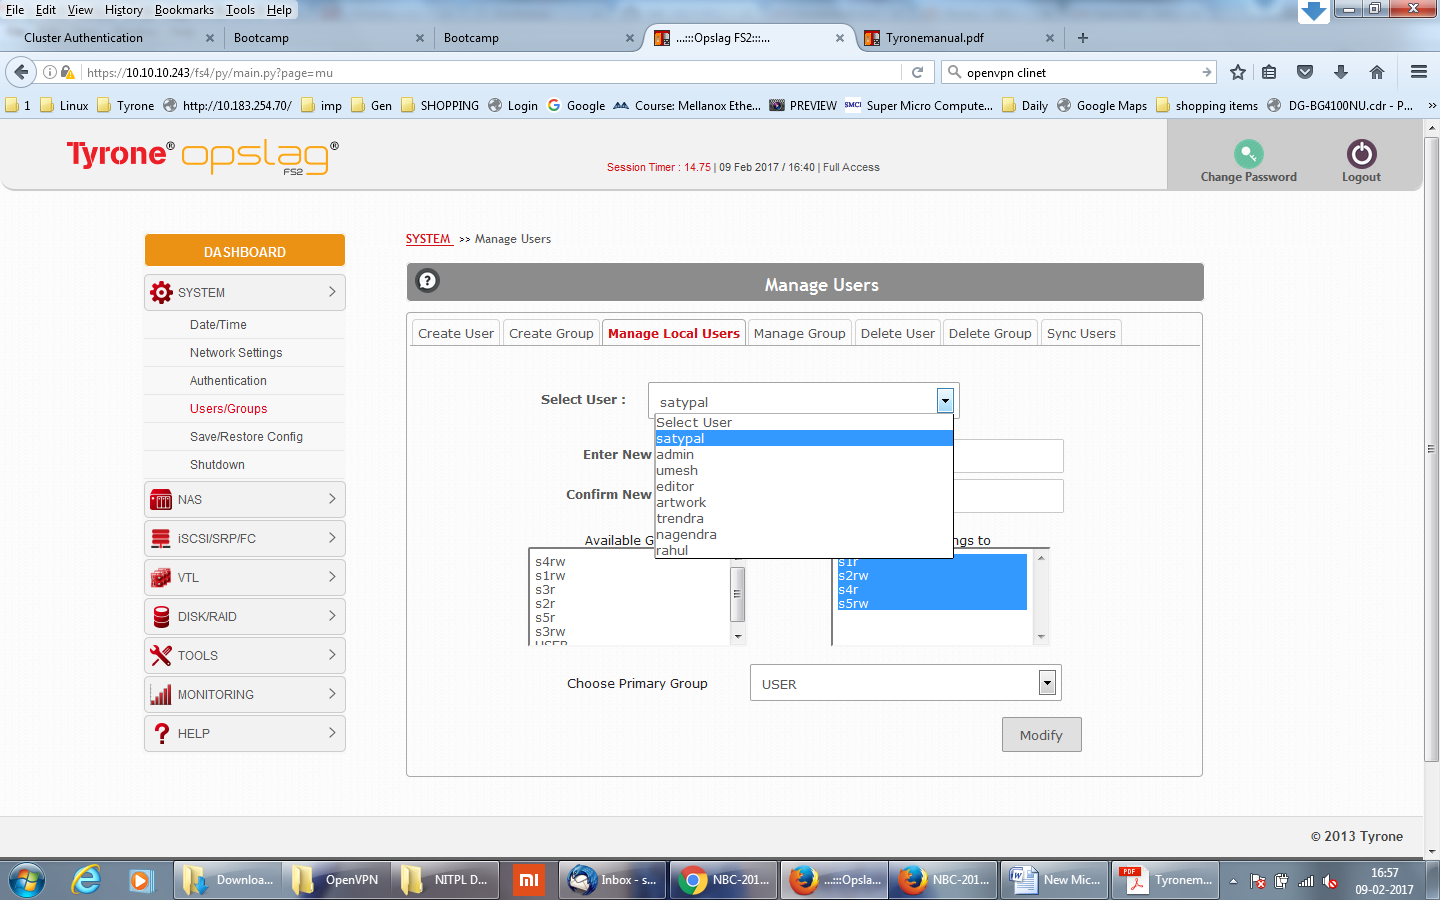 File Edit View History Bookmarks Tools Help
Cluster Authentication × Bootcamp × Bootcamp × ...:::Opslag FS2:::... × Tyronemanual.pdf × +
https://10.10.10.243/fs4/py/main.py?page=mu openvpn clinet
1 Linux Tyrone http://10.183.254.70/ imp Gen SHOPPING Login Google Course: Mellanox Ethe... PREVIEW Super Micro Compute... Daily Google Maps shopping items DG-BG4100NU.cdr - P... »
Tyrone® opslag® FS2
Session Timer : 14.75 | 09 Feb 2017 / 16:40 | Full Access
Change Password Logout
DASHBOARD
SYSTEM
Date/Time
Network Settings
Authentication
Users/Groups
Save/Restore Config
Shutdown
NAS
iSCSI/SRP/FC
VTL
DISK/RAID
TOOLS
MONITORING
HELP
SYSTEM >> Manage Users
Manage Users
Create User Create Group Manage Local Users Manage Group Delete User Delete Group Sync Users
Select User : satypal
Select User
satypal
admin
umesh
editor
artwork
trendra
nagendra
rahul
Enter New
Confirm New
Available G
ngs to
s4rw
s1rw
s3r
s2r
s5r
s3rw
USER
s1r
s2rw
s4r
s5rw
Choose Primary Group USER
Modify
© 2013 Tyrone
Downloa... OpenVPN NITPL D... mi Inbox - s... NBC-201... ...:::Opsla... NBC-201... New Mic... PDF Tyronem...
16:57
09-02-2017